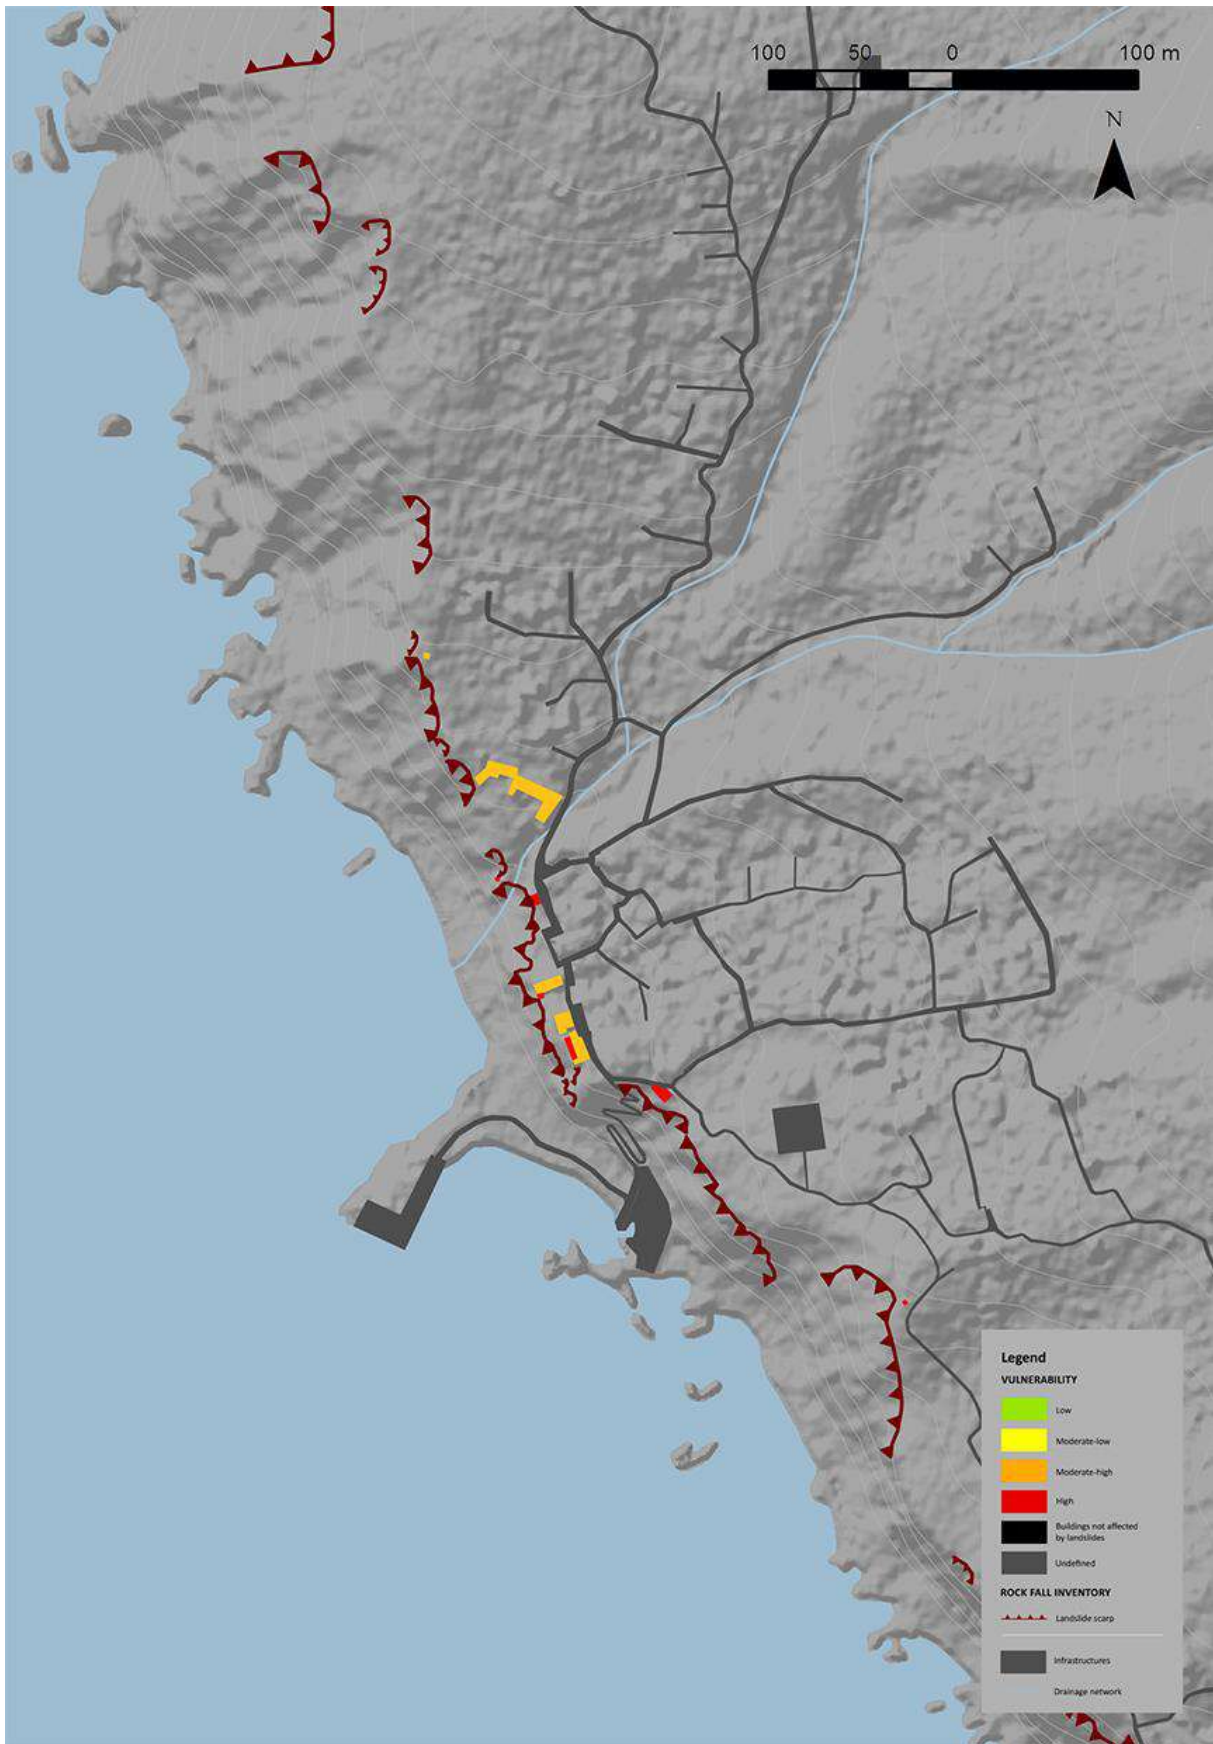 100 50 0 100 m
N
Legend
VULNERABILITY
Low
Moderate-low
Moderate-high
High
Buildings not affected
by landslides
Undefined
ROCK FALL INVENTORY
Landslide scarp
Infrastructures
Drainage network